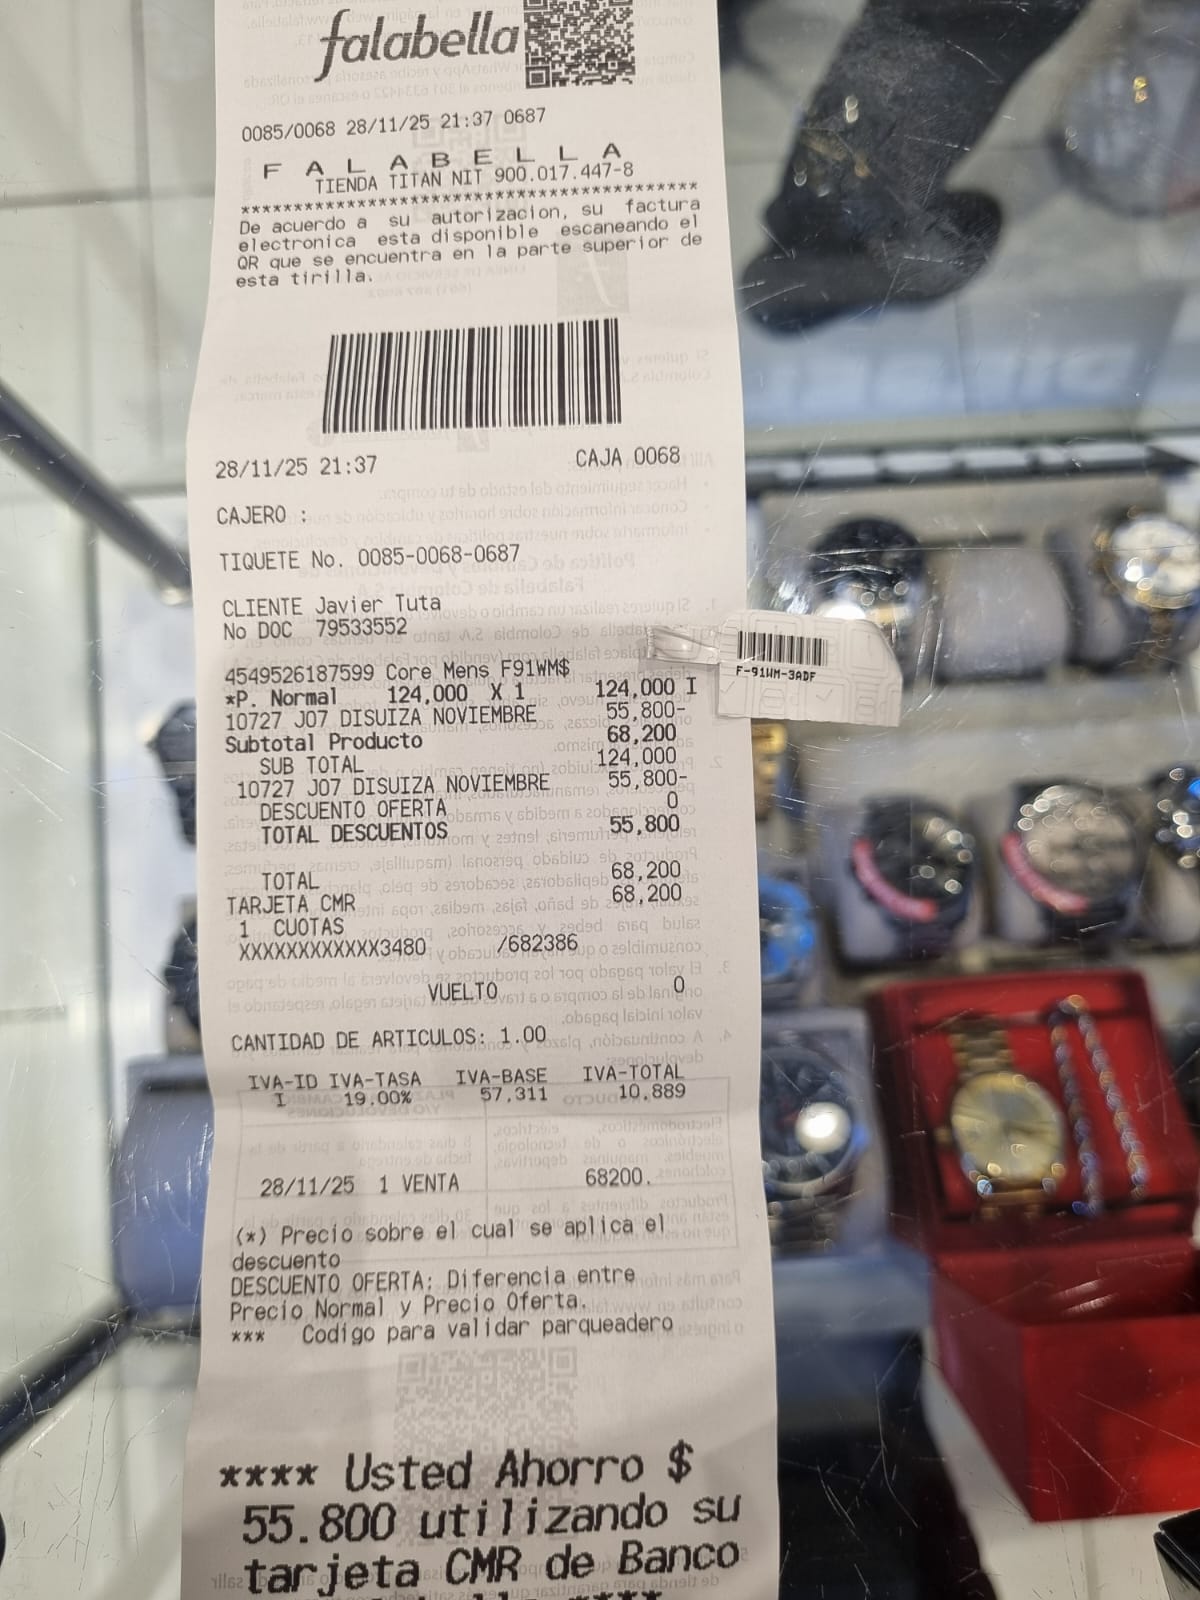 falabella
0085/0068 28/11/25 21:37 0687
F A L A B E L L A
TIENDA TITAN NIT 900.017.447-8
******************************************
De acuerdo a su autorizacion, su factura
electronica esta disponible escaneando el
QR que se encuentra en la parte superior de
esta tirilla.
28/11/25 21:37 CAJA 0068
CAJERO :
TIQUETE No. 0085-0068-0687
CLIENTE Javier Tuta
No DOC 79533552
4549526187599 Core Mens F91WM$
*P. Normal 124,000 X 1 124,000 I
10727 J07 DISUIZA NOVIEMBRE 55,800-
Subtotal Producto 68,200
SUB TOTAL 124,000
10727 J07 DISUIZA NOVIEMBRE 55,800-
DESCUENTO OFERTA 0
TOTAL DESCUENTOS 55,800
TOTAL 68,200
TARJETA CMR 68,200
1 CUOTAS
XXXXXXXXXXXX3480 /682386
VUELTO 0
CANTIDAD DE ARTICULOS: 1.00
IVA-ID IVA-TASA IVA-BASE IVA-TOTAL
I 19.00% 57,311 10,889
28/11/25 1 VENTA 68200.
(*) Precio sobre el cual se aplica el
descuento
DESCUENTO OFERTA: Diferencia entre
Precio Normal y Precio Oferta.
*** Codigo para validar parqueadero
**** Usted Ahorro $
55.800 utilizando su
tarjeta CMR de Banco
F-91WM-3ADF